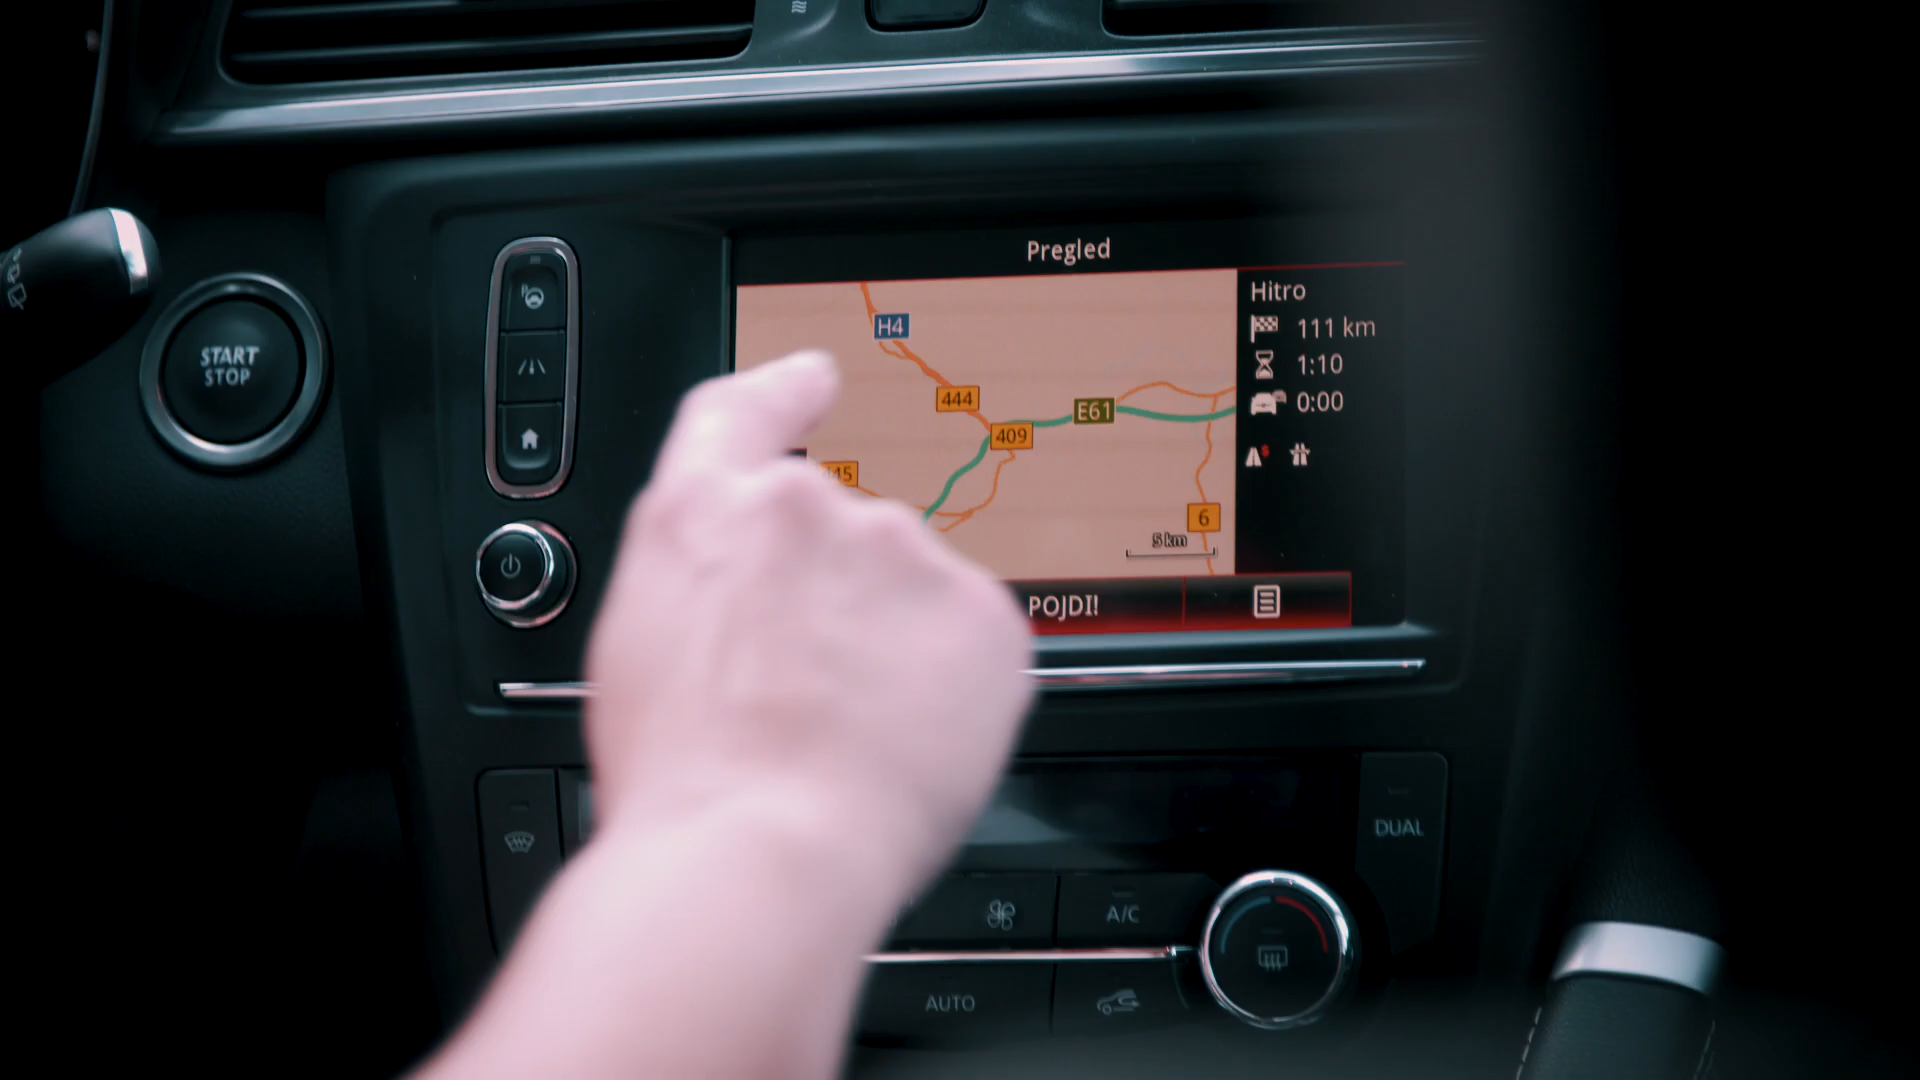 Pregled
Hitro
111 km
1:10
0:00
H4
444
E61
409
6
5 km
POJDI!
START
STOP
DUAL
A/C
AUTO